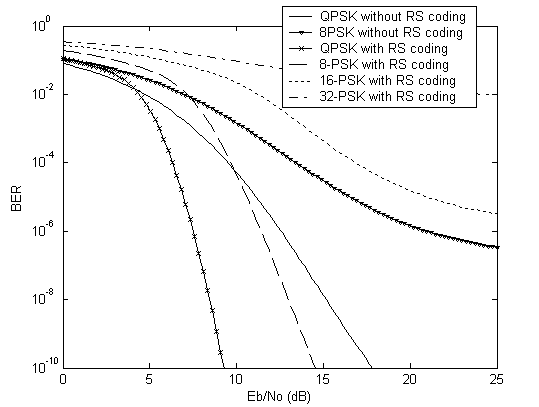 QPSK without RS coding
8PSK without RS coding
QPSK with RS coding
8-PSK with RS coding
16-PSK with RS coding
32-PSK with RS coding
10^0
10^-2
10^-4
10^-6
10^-8
10^-10
BER
0 5 10 15 20 25
Eb/No (dB)